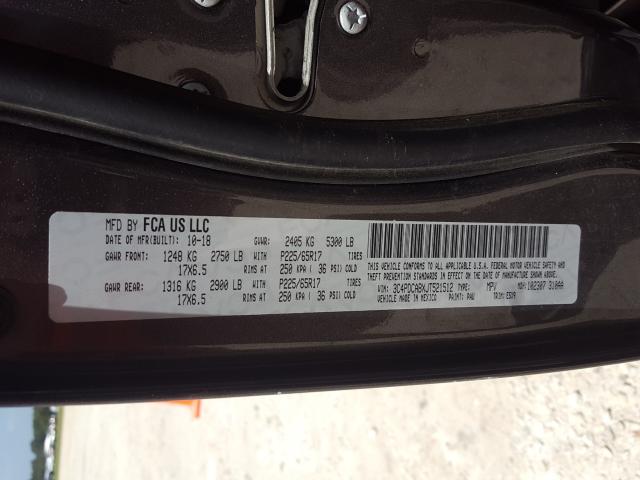 MFD BY FCA US LLC
DATE OF MFR(BUILT): 10-18 GVWR: 2405 KG 5300 LB
GAWR FRONT: 1248 KG 2750 LB WITH P225/65R17 TIRES
17X6.5 RIMS AT 250 KPA ( 36 PSI) COLD
GAWR REAR: 1316 KG 2900 LB WITH P225/65R17 TIRES
17X6.5 RIMS AT 250 KPA ( 36 PSI) COLD
THIS VEHICLE CONFORMS TO ALL APPLICABLE U.S.A. FEDERAL MOTOR VEHICLE SAFETY AND
THEFT PREVENTION STANDARDS IN EFFECT ON THE DATE OF MANUFACTURE SHOWN ABOVE.
VIN: 3C4PDCABXJT521512 TYPE: MPV MDH: 102307 310AA
VEHICLE MADE IN MEXICO PAINT: PAU TRIM: